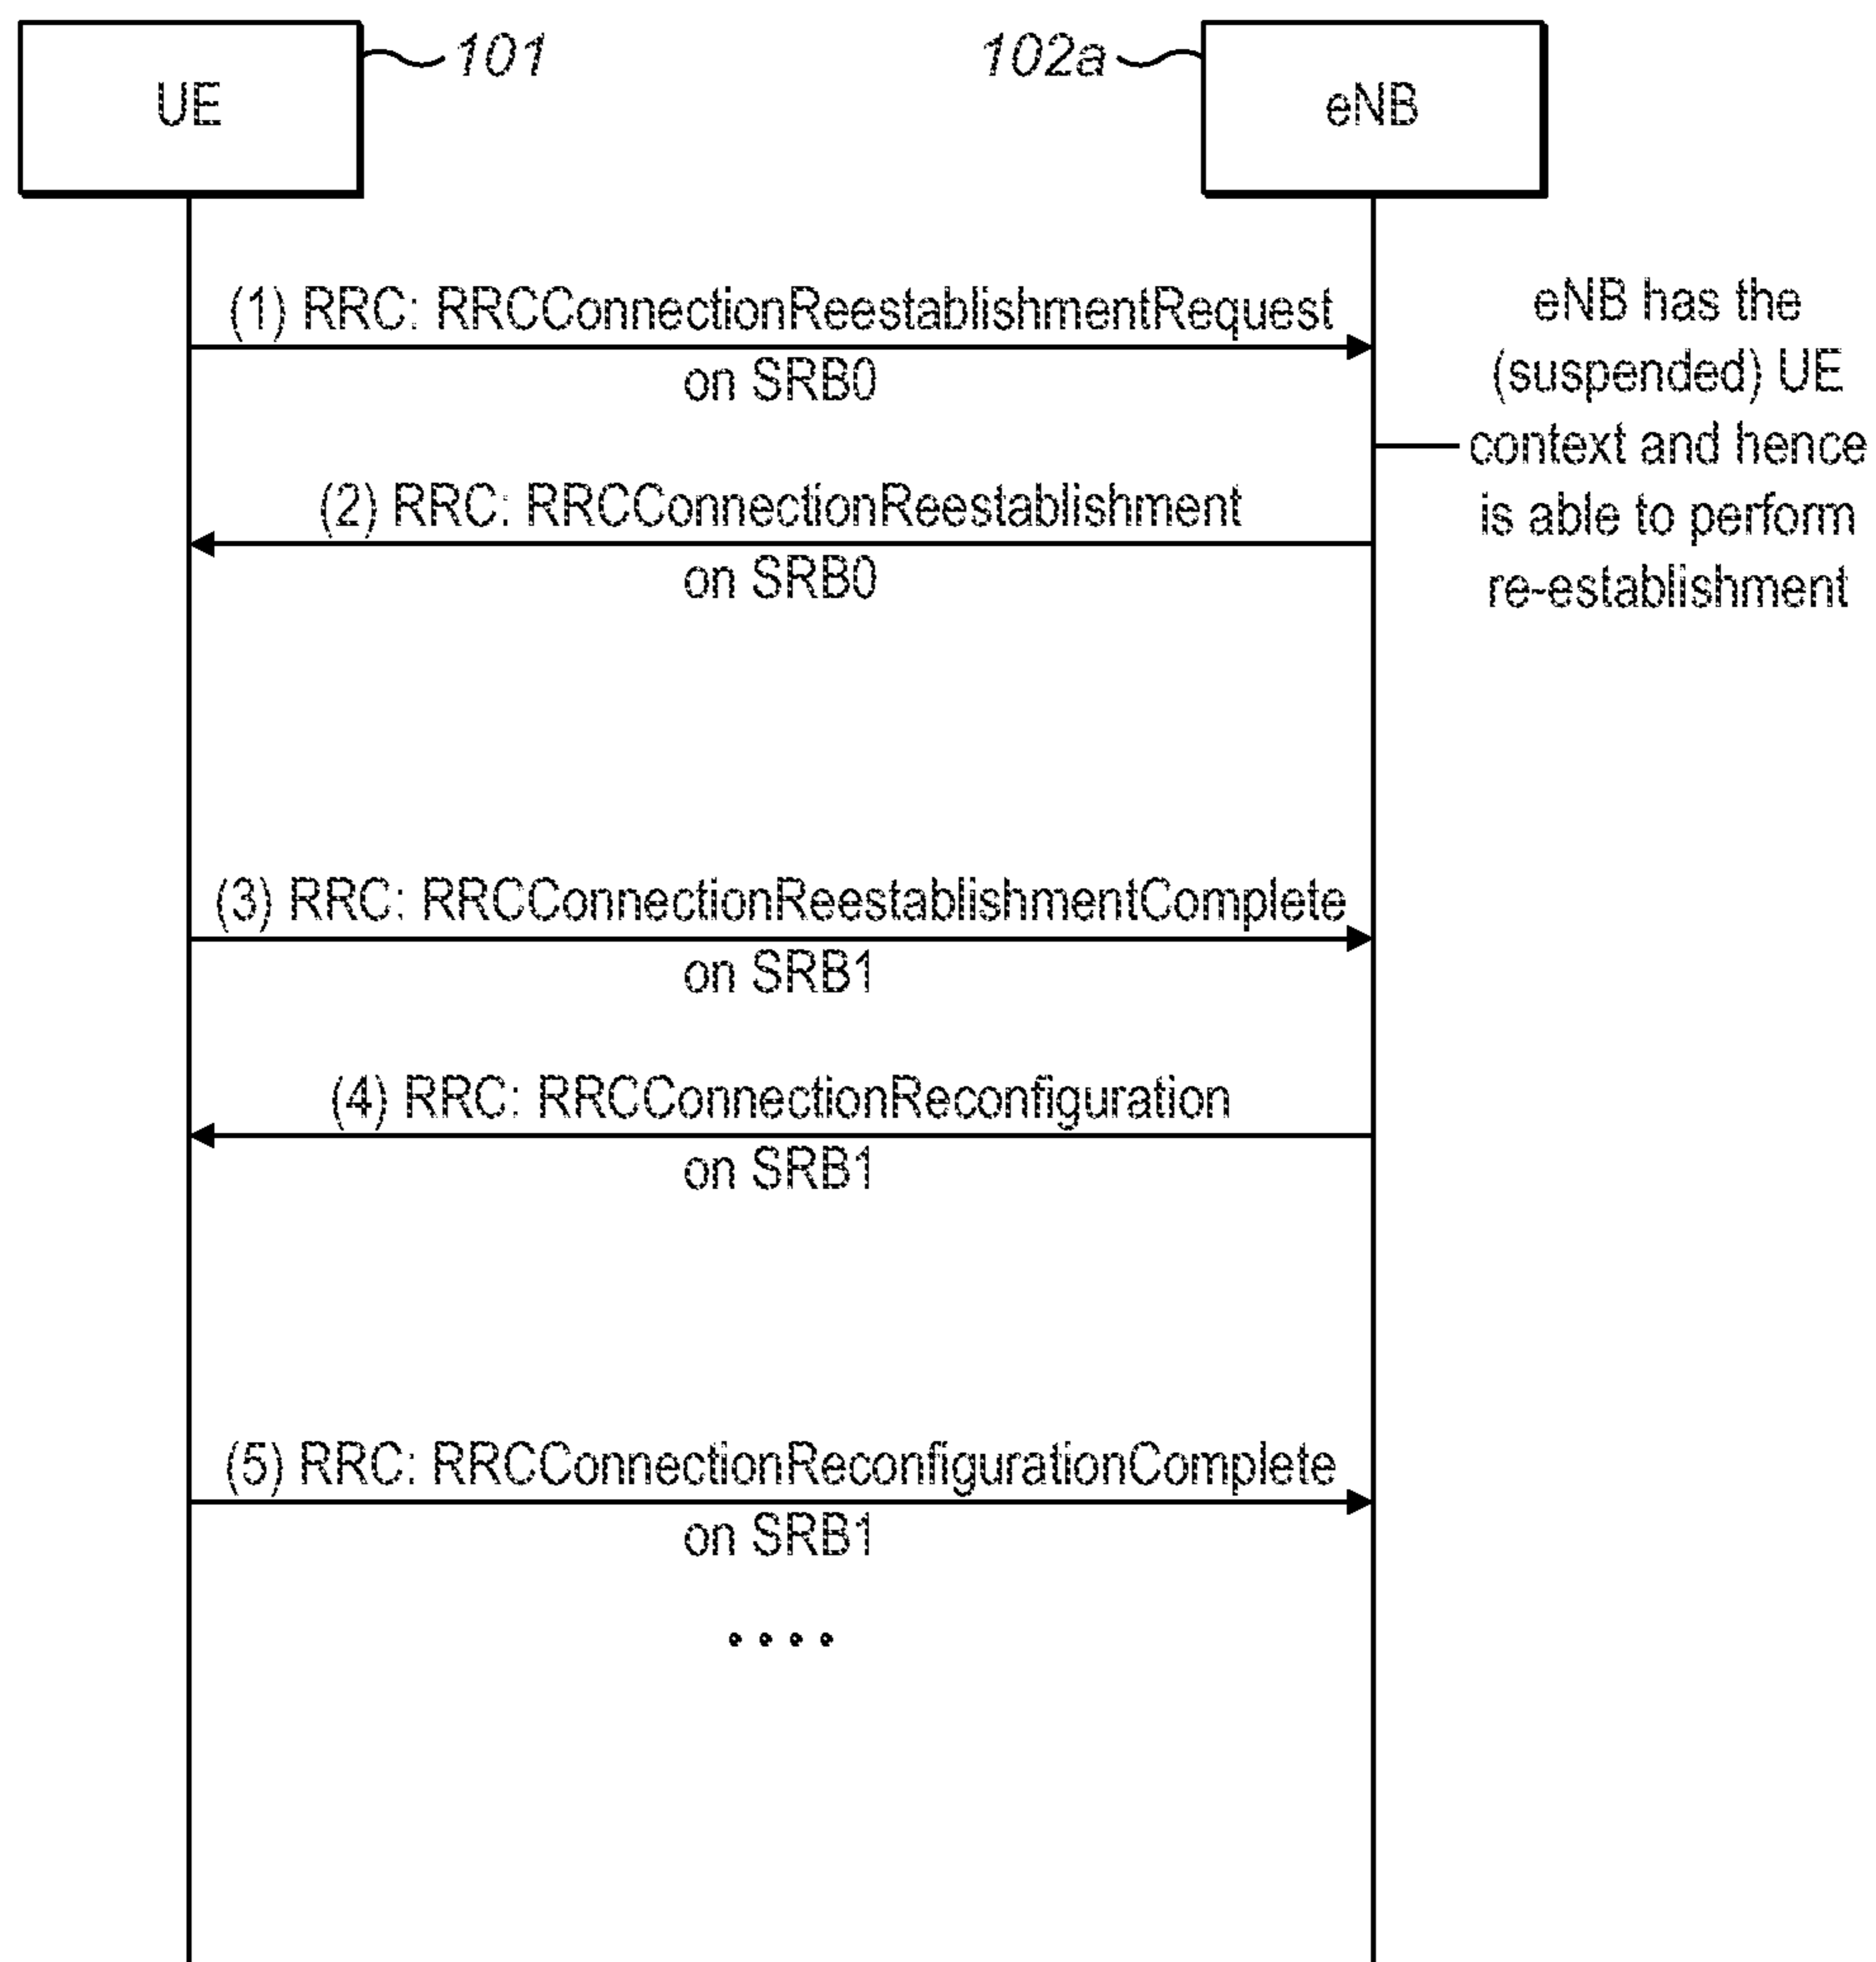 UE
101
102a
eNB
(1) RRC: RRCConnectionReestablishmentRequest
on SRB0
eNB has the
(suspended) UE
context and hence
is able to perform
re-establishment
(2) RRC: RRCConnectionReestablishment
on SRB0
(3) RRC: RRCConnectionReestablishmentComplete
on SRB1
(4) RRC: RRCConnectionReconfiguration
on SRB1
(5) RRC: RRCConnectionReconfigurationComplete
on SRB1
....